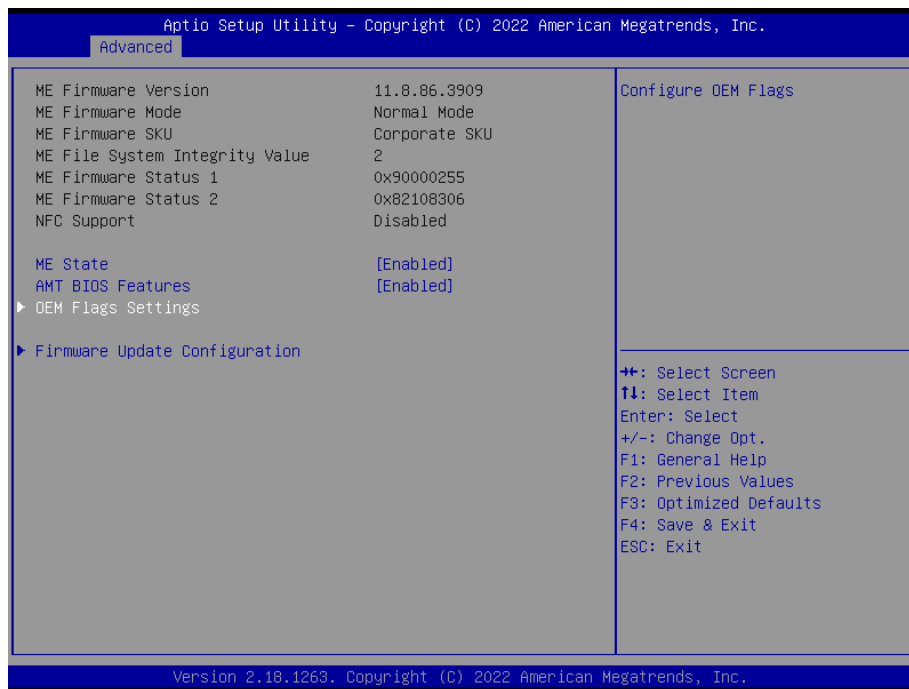 Aptio Setup Utility – Copyright (C) 2022 American Megatrends, Inc.
Advanced
ME Firmware Version 11.8.86.3909
ME Firmware Mode Normal Mode
ME Firmware SKU Corporate SKU
ME File System Integrity Value 2
ME Firmware Status 1 0x90000255
ME Firmware Status 2 0x82108306
NFC Support Disabled
ME State [Enabled]
AMT BIOS Features [Enabled]
▶ OEM Flags Settings
▶ Firmware Update Configuration
Configure OEM Flags
→←: Select Screen
↑↓: Select Item
Enter: Select
+/-: Change Opt.
F1: General Help
F2: Previous Values
F3: Optimized Defaults
F4: Save & Exit
ESC: Exit
Version 2.18.1263. Copyright (C) 2022 American Megatrends, Inc.